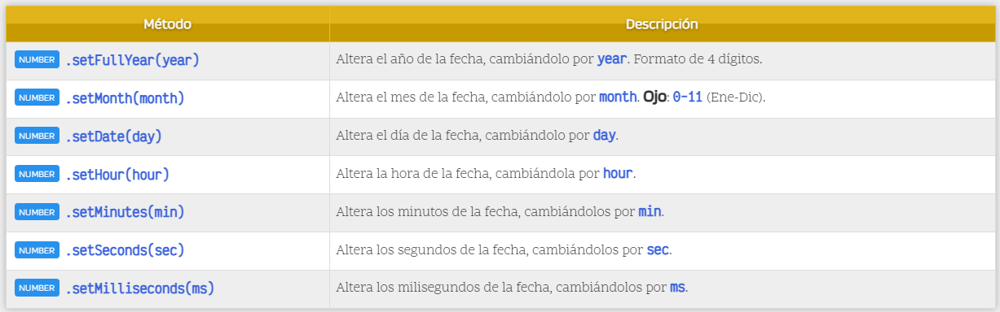 Método Descripción
NUMBER .setFullYear(year) Altera el año de la fecha, cambiándolo por year. Formato de 4 dígitos.
NUMBER .setMonth(month) Altera el mes de la fecha, cambiándolo por month. Ojo: 0-11 (Ene-Dic).
NUMBER .setDate(day) Altera el día de la fecha, cambiándolo por day.
NUMBER .setHour(hour) Altera la hora de la fecha, cambiándola por hour.
NUMBER .setMinutes(min) Altera los minutos de la fecha, cambiándolos por min.
NUMBER .setSeconds(sec) Altera los segundos de la fecha, cambiándolos por sec.
NUMBER .setMilliseconds(ms) Altera los milisegundos de la fecha, cambiándolos por ms.